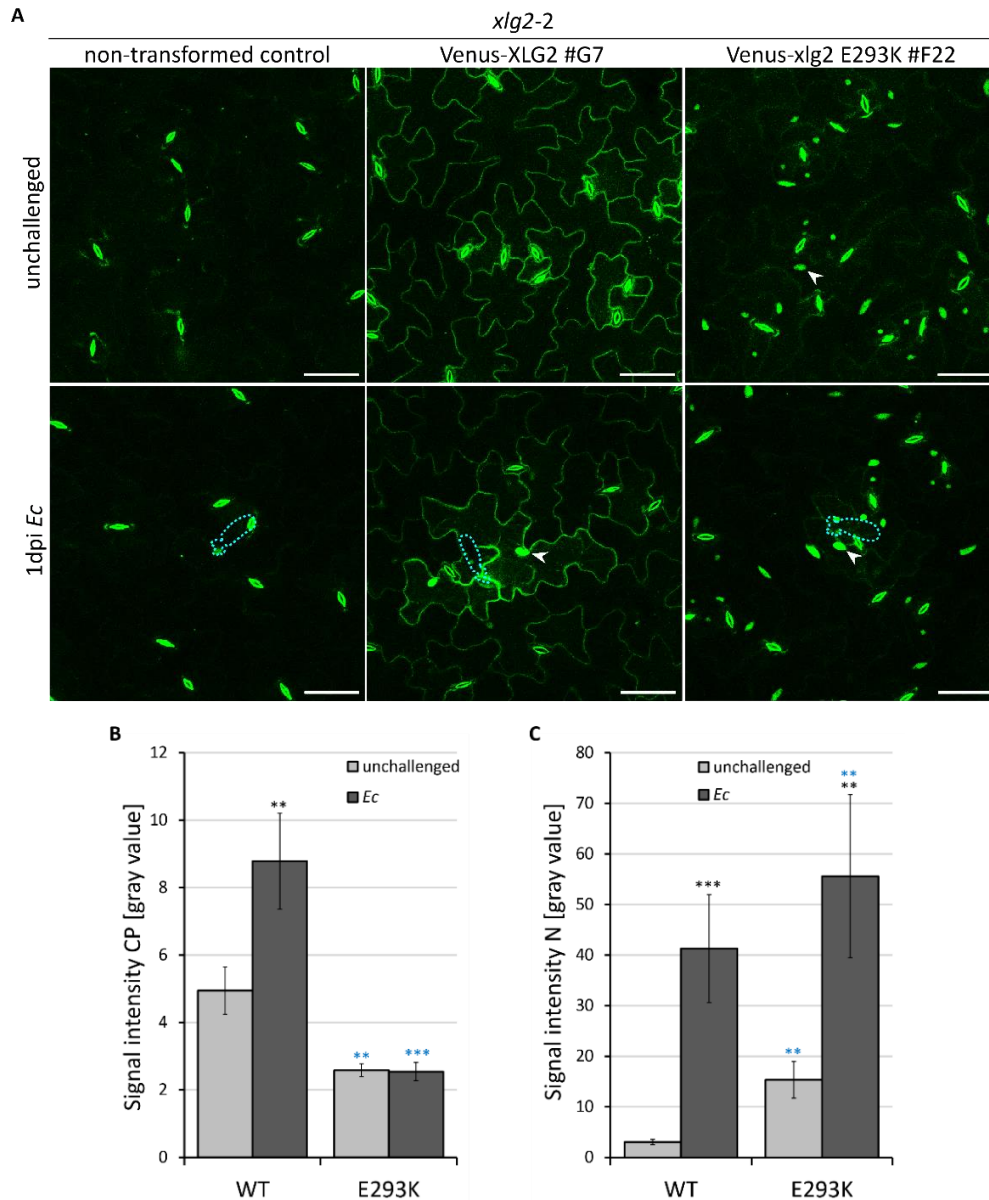 A
xlg2-2
non-transformed control Venus-XLG2 #G7 Venus-xlg2 E293K #F22
unchallenged
1dpi Ec
B
12
10
8
6
4
2
0
Signal intensity CP [gray value]
unchallenged
Ec
**
**
***
WT E293K
C
80
70
60
50
40
30
20
10
0
Signal intensity N [gray value]
unchallenged
Ec
***
**
**
**
WT E293K